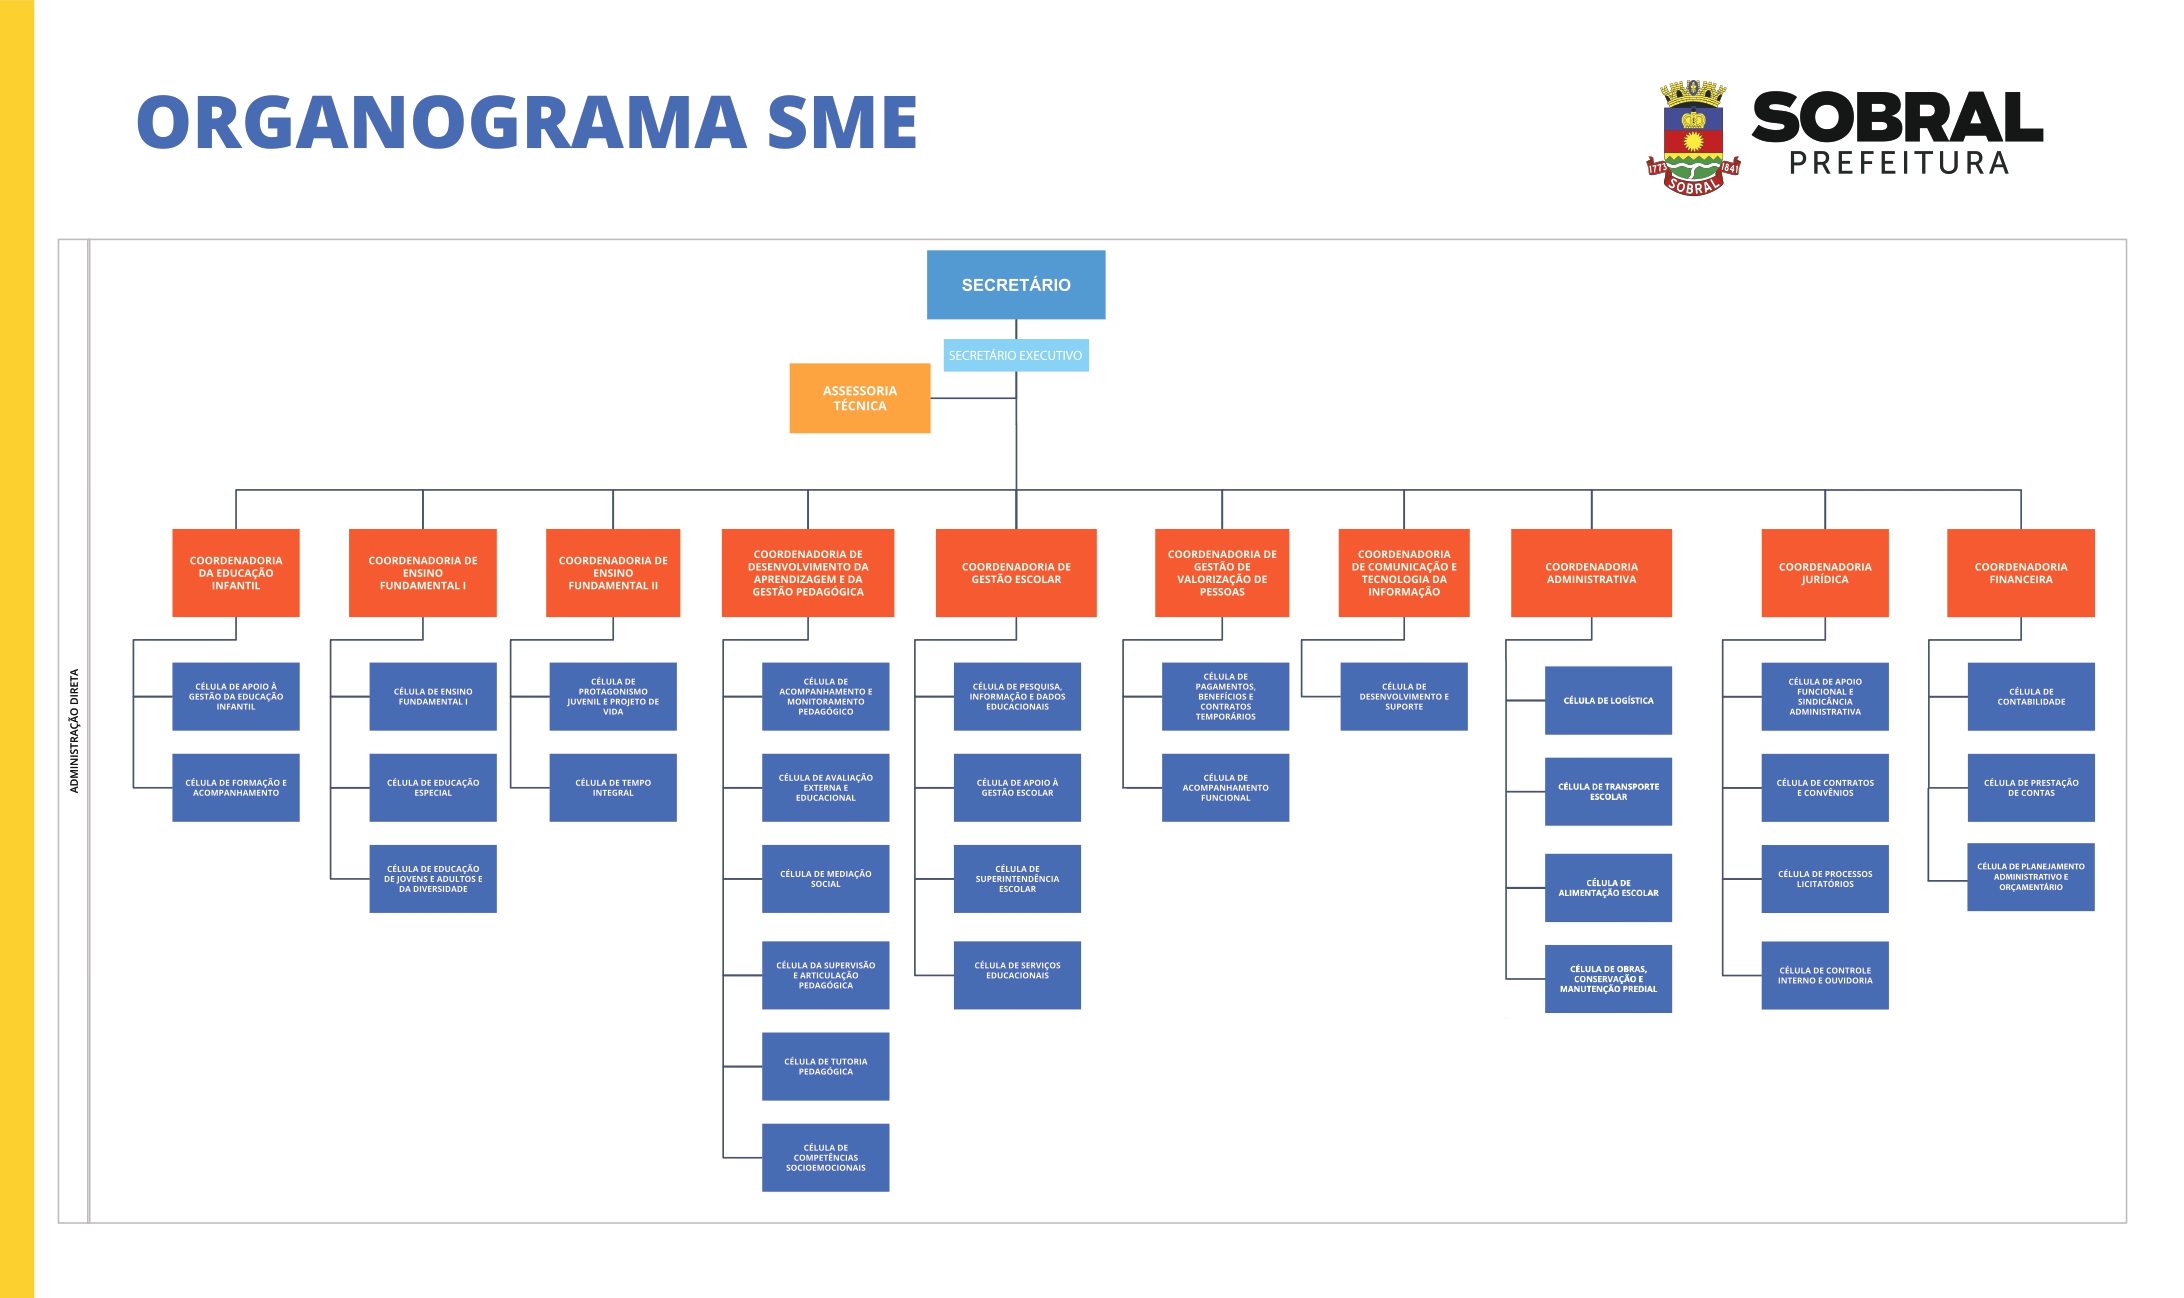 ORGANOGRAMA SME
1773
1841
SOBRAL
SOBRAL
PREFEITURA
ADMINISTRAÇÃO DIRETA
SECRETÁRIO
SECRETÁRIO EXECUTIVO
ASSESSORIA
TÉCNICA
COORDENADORIA
DA EDUCAÇÃO
INFANTIL
CÉLULA DE APOIO À
GESTÃO DA EDUCAÇÃO
INFANTIL
CÉLULA DE FORMAÇÃO E
ACOMPANHAMENTO
COORDENADORIA DE
ENSINO
FUNDAMENTAL I
CÉLULA DE ENSINO
FUNDAMENTAL I
CÉLULA DE EDUCAÇÃO
ESPECIAL
CÉLULA DE EDUCAÇÃO
DE JOVENS E ADULTOS E
DA DIVERSIDADE
COORDENADORIA DE
ENSINO
FUNDAMENTAL II
CÉLULA DE
PROTAGONISMO
JUVENIL E PROJETO DE
VIDA
CÉLULA DE TEMPO
INTEGRAL
COORDENADORIA DE
DESENVOLVIMENTO DA
APRENDIZAGEM E DA
GESTÃO PEDAGÓGICA
CÉLULA DE
ACOMPANHAMENTO E
MONITORAMENTO
PEDAGÓGICO
CÉLULA DE AVALIAÇÃO
EXTERNA E
EDUCACIONAL
CÉLULA DE MEDIAÇÃO
SOCIAL
CÉLULA DA SUPERVISÃO
E ARTICULAÇÃO
PEDAGÓGICA
CÉLULA DE TUTORIA
PEDAGÓGICA
CÉLULA DE
COMPETÊNCIAS
SOCIOEMOCIONAIS
COORDENADORIA DE
GESTÃO ESCOLAR
CÉLULA DE PESQUISA,
INFORMAÇÃO E DADOS
EDUCACIONAIS
CÉLULA DE APOIO À
GESTÃO ESCOLAR
CÉLULA DE
SUPERINTENDÊNCIA
ESCOLAR
CÉLULA DE SERVIÇOS
EDUCACIONAIS
COORDENADORIA DE
GESTÃO DE
VALORIZAÇÃO DE
PESSOAS
CÉLULA DE
PAGAMENTOS,
BENEFÍCIOS E
CONTRATOS
TEMPORÁRIOS
CÉLULA DE
ACOMPANHAMENTO
FUNCIONAL
COORDENADORIA
DE COMUNICAÇÃO E
TECNOLOGIA DA
INFORMAÇÃO
CÉLULA DE
DESENVOLVIMENTO E
SUPORTE
COORDENADORIA
ADMINISTRATIVA
CÉLULA DE LOGÍSTICA
CÉLULA DE TRANSPORTE
ESCOLAR
CÉLULA DE
ALIMENTAÇÃO ESCOLAR
CÉLULA DE OBRAS,
CONSERVAÇÃO E
MANUTENÇÃO PREDIAL
COORDENADORIA
JURÍDICA
CÉLULA DE APOIO
FUNCIONAL E
SINDICÂNCIA
ADMINISTRATIVA
CÉLULA DE CONTRATOS
E CONVÊNIOS
CÉLULA DE PROCESSOS
LICITATÓRIOS
CÉLULA DE CONTROLE
INTERNO E OUVIDORIA
COORDENADORIA
FINANCEIRA
CÉLULA DE
CONTABILIDADE
CÉLULA DE PRESTAÇÃO
DE CONTAS
CÉLULA DE PLANEJAMENTO
ADMINISTRATIVO E
ORÇAMENTÁRIO